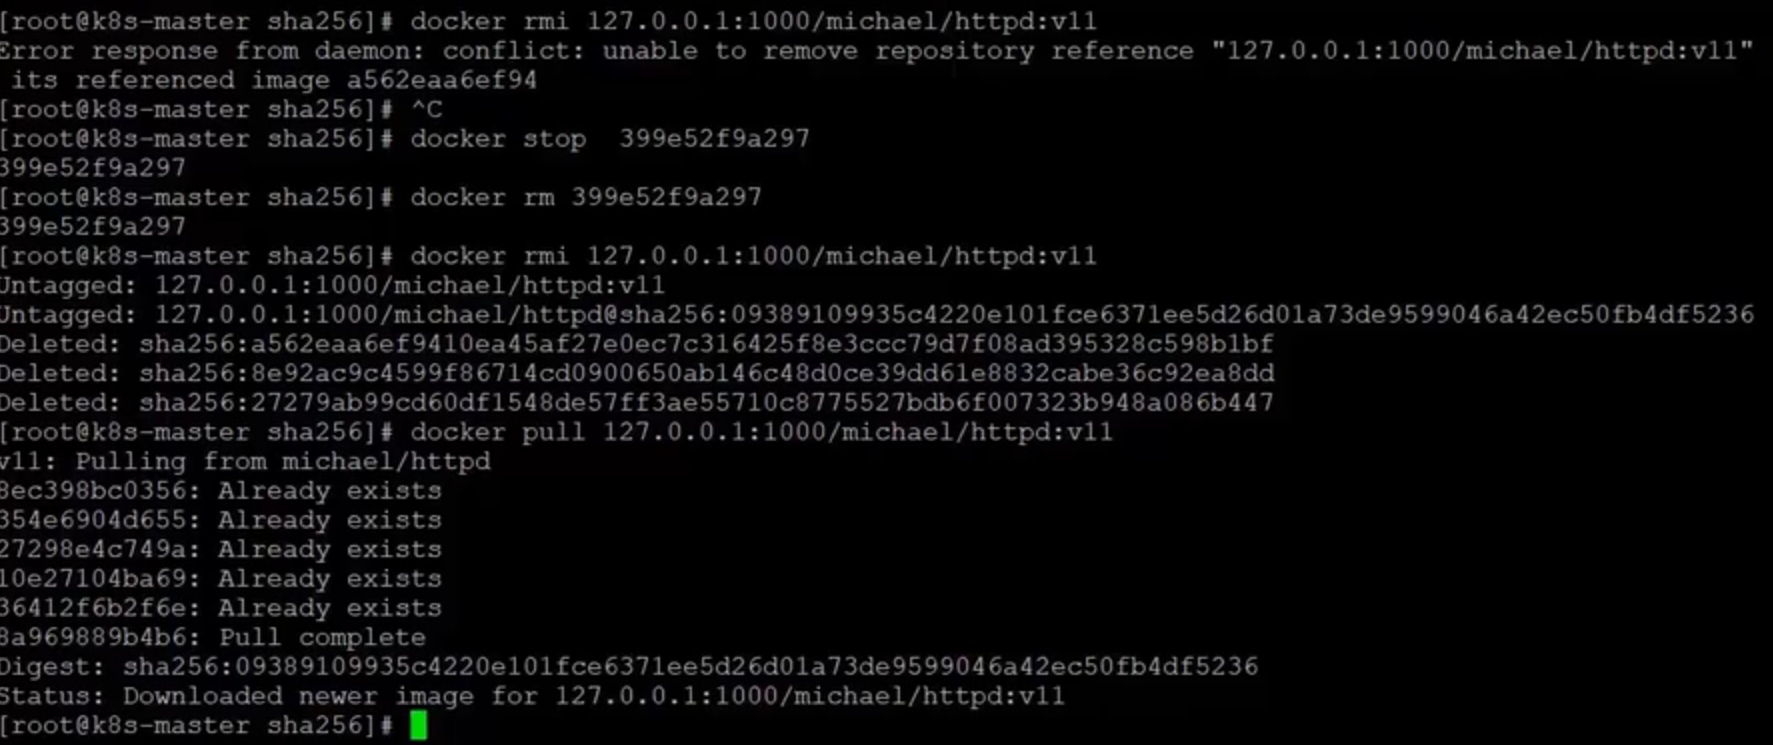 [root@k8s-master sha256]# docker rmi 127.0.0.1:1000/michael/httpd:v11
Error response from daemon: conflict: unable to remove repository reference "127.0.0.1:1000/michael/httpd:v11"
its referenced image a562eaa6ef94
[root@k8s-master sha256]# ^C
[root@k8s-master sha256]# docker stop  399e52f9a297
399e52f9a297
[root@k8s-master sha256]# docker rm 399e52f9a297
399e52f9a297
[root@k8s-master sha256]# docker rmi 127.0.0.1:1000/michael/httpd:v11
Untagged: 127.0.0.1:1000/michael/httpd:v11
Untagged: 127.0.0.1:1000/michael/httpd@sha256:09389109935c4220e101fce6371ee5d26d01a73de9599046a42ec50fb4df5236
Deleted: sha256:a562eaa6ef9410ea45af27e0ec7c316425f8e3ccc79d7f08ad395328c598b1bf
Deleted: sha256:8e92ac9c4599f86714cd0900650ab146c48d0ce39dd61e8832cabe36c92ea8dd
Deleted: sha256:27279ab99cd60df1548de57ff3ae55710c8775527bdb6f007323b948a086b447
[root@k8s-master sha256]# docker pull 127.0.0.1:1000/michael/httpd:v11
v11: Pulling from michael/httpd
8ec398bc0356: Already exists
354e6904d655: Already exists
27298e4c749a: Already exists
10e27104ba69: Already exists
36412f6b2f6e: Already exists
8a969889b4b6: Pull complete
Digest: sha256:09389109935c4220e101fce6371ee5d26d01a73de9599046a42ec50fb4df5236
Status: Downloaded newer image for 127.0.0.1:1000/michael/httpd:v11
[root@k8s-master sha256]#